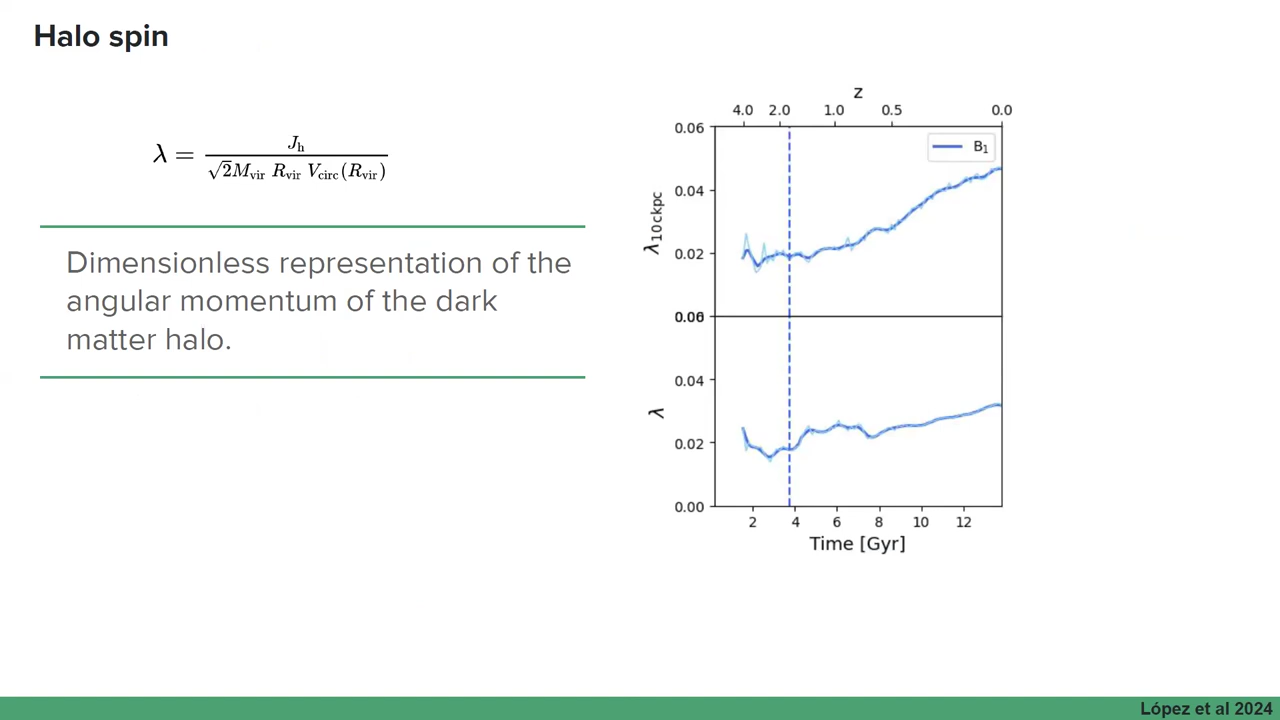 Halo spin
λ = J_h / √2 M_vir R_vir V_circ(R_vir)
Dimensionless representation of the
angular momentum of the dark
matter halo.
z
4.0 2.0 1.0 0.5 0.0
B₁
λ_10 ckpc
0.06
0.04
0.02
0.00
0.06
λ
0.04
0.02
0.00
2 4 6 8 10 12
Time [Gyr]
López et al 2024